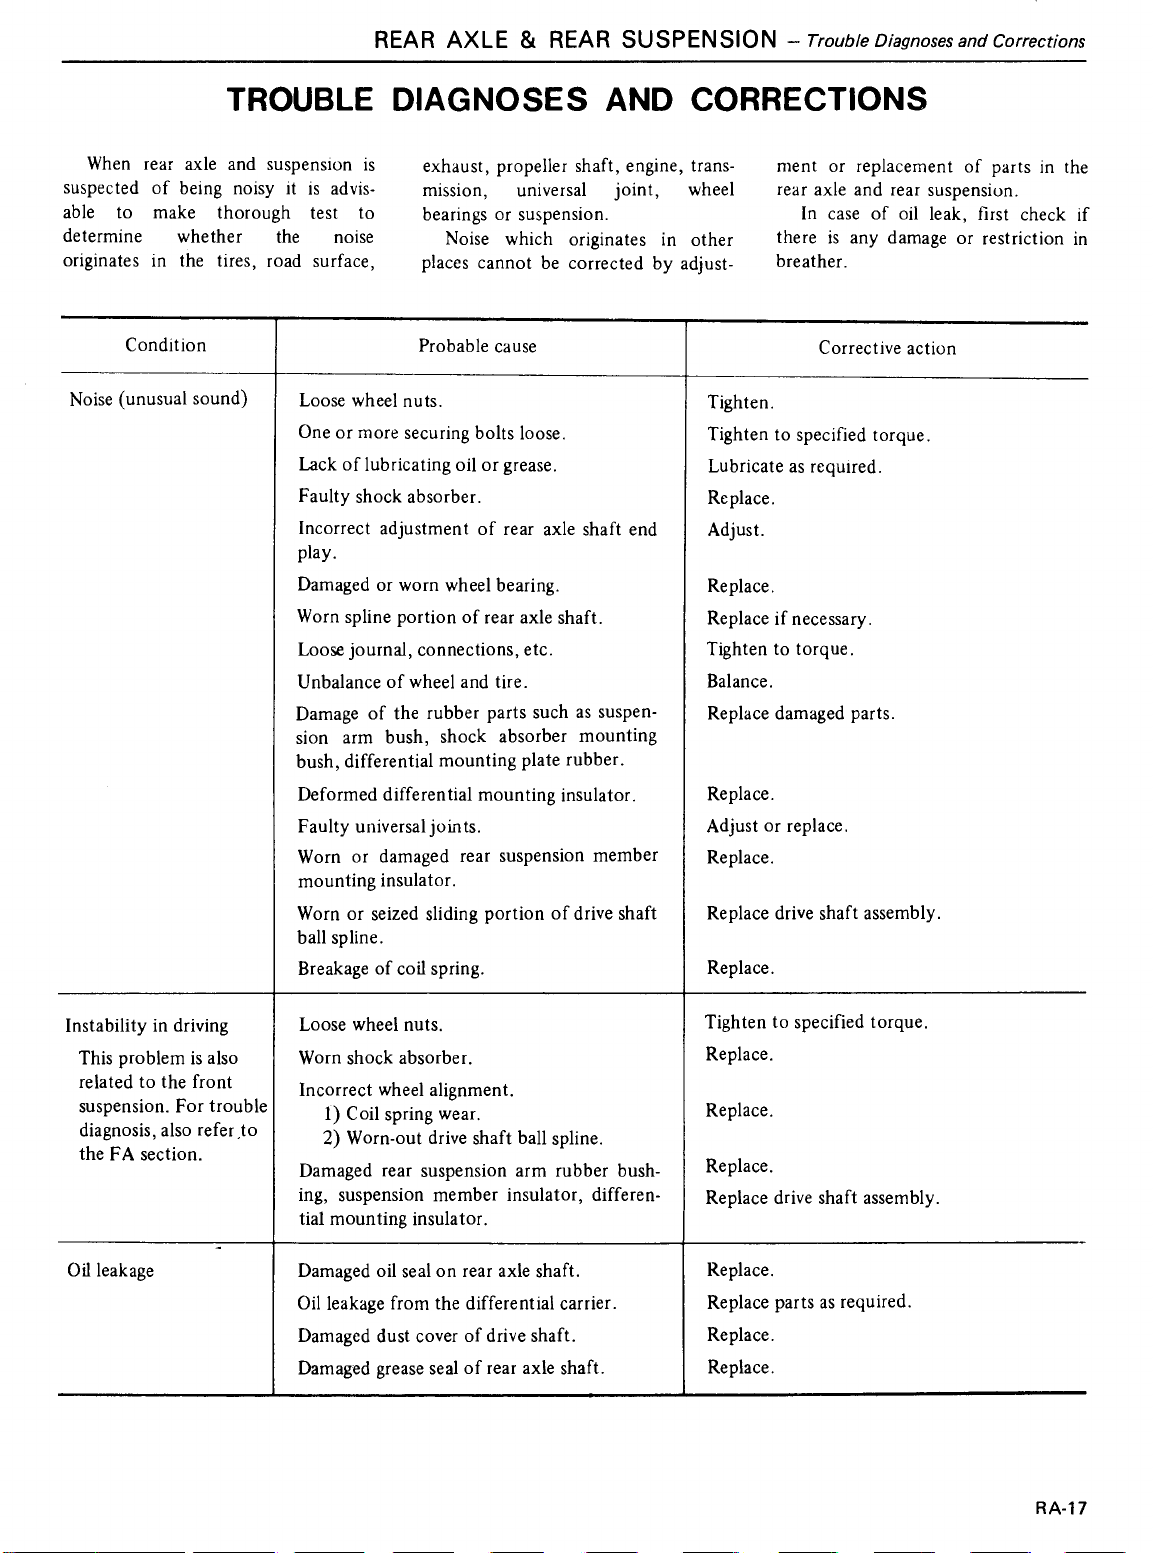 REAR AXLE & REAR SUSPENSION – Trouble Diagnoses and Corrections
TROUBLE DIAGNOSES AND CORRECTIONS
When rear axle and suspension is
suspected of being noisy it is advis-
able to make thorough test to
determine whether the noise
originates in the tires, road surface,
exhaust, propeller shaft, engine, trans-
mission, universal joint, wheel
bearings or suspension.
Noise which originates in other
places cannot be corrected by adjust-
ment or replacement of parts in the
rear axle and rear suspension.
In case of oil leak, first check if
there is any damage or restriction in
breather.
Condition Probable cause Corrective action
Noise (unusual sound) Loose wheel nuts. Tighten.
One or more securing bolts loose. Tighten to specified torque.
Lack of lubricating oil or grease. Lubricate as required.
Faulty shock absorber. Replace.
Incorrect adjustment of rear axle shaft end Adjust.
play.
Damaged or worn wheel bearing. Replace.
Worn spline portion of rear axle shaft. Replace if necessary.
Loose journal, connections, etc. Tighten to torque.
Unbalance of wheel and tire. Balance.
Damage of the rubber parts such as suspen- Replace damaged parts.
sion arm bush, shock absorber mounting
bush, differential mounting plate rubber.
Deformed differential mounting insulator. Replace.
Faulty universal joints. Adjust or replace.
Worn or damaged rear suspension member Replace.
mounting insulator.
Worn or seized sliding portion of drive shaft Replace drive shaft assembly.
ball spline.
Breakage of coil spring. Replace.
Instability in driving Loose wheel nuts. Tighten to specified torque.
This problem is also Worn shock absorber. Replace.
related to the front Incorrect wheel alignment.
suspension. For trouble 1) Coil spring wear. Replace.
diagnosis, also refer to 2) Worn-out drive shaft ball spline.
the FA section. Damaged rear suspension arm rubber bush- Replace.
ing, suspension member insulator, differen- Replace drive shaft assembly.
tial mounting insulator.
Oil leakage Damaged oil seal on rear axle shaft. Replace.
Oil leakage from the differential carrier. Replace parts as required.
Damaged dust cover of drive shaft. Replace.
Damaged grease seal of rear axle shaft. Replace.
RA-17